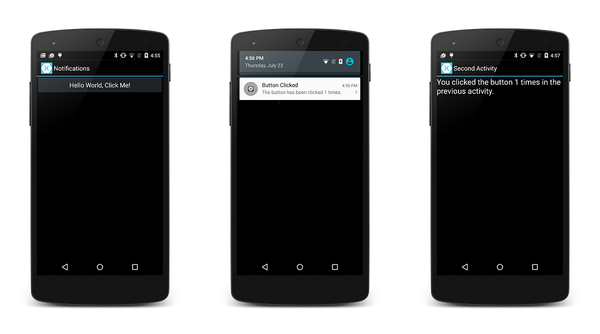 4:55
Notifications
Hello World, Click Me!
4:56 PM
Thursday, July 23
Button Clicked
4:56 PM
The button has been clicked 1 times.
1
4:57
Second Activity
You clicked the button 1 times in the
previous activity.